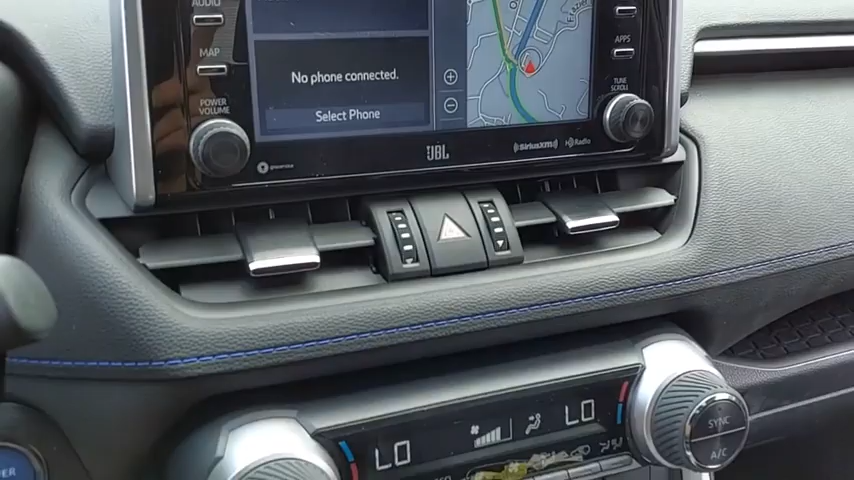 AUDIO
MAP
POWER
VOLUME
No phone connected.
Select Phone
Frazier
APPS
TUNE
SCROLL
JBL
((SiriusXM))
HD Radio
LO
LO
SYNC
A/C